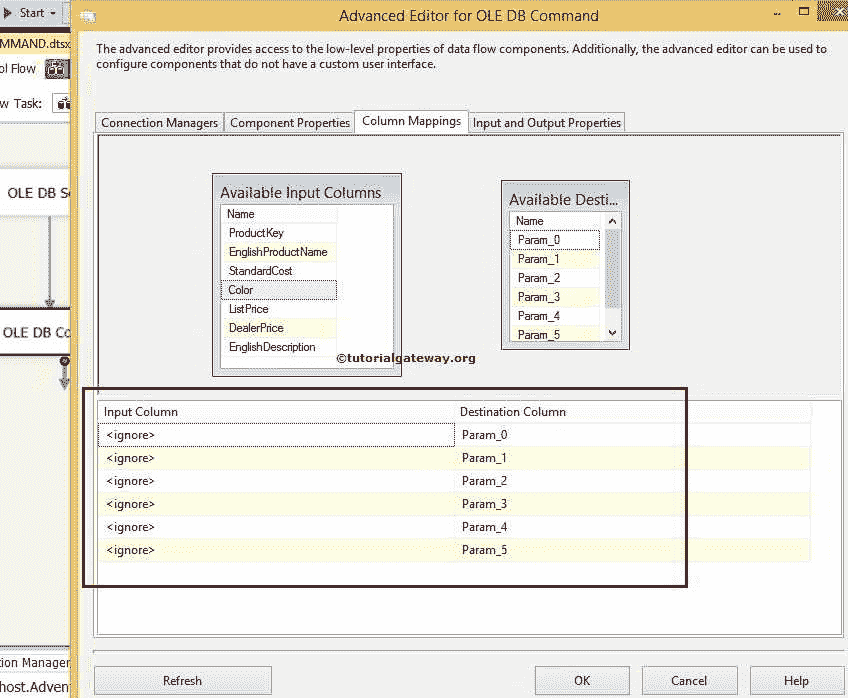 Start
Advanced Editor for OLE DB Command
MMAND.dtsx
The advanced editor provides access to the low-level properties of data flow components. Additionally, the advanced editor can be used to
configure components that do not have a custom user interface.
ol Flow
w Task:
Connection Managers
Component Properties
Column Mappings
Input and Output Properties
OLE DB So
OLE DB Co
Available Input Columns
Name
ProductKey
EnglishProductName
StandardCost
Color
ListPrice
DealerPrice
EnglishDescription
Available Desti...
Name
Param_0
Param_1
Param_2
Param_3
Param_4
Param_5
©tutorialgateway.org
Input Column Destination Column
<ignore> Param_0
<ignore> Param_1
<ignore> Param_2
<ignore> Param_3
<ignore> Param_4
<ignore> Param_5
tion Manager
host.Adven
Refresh
OK
Cancel
Help